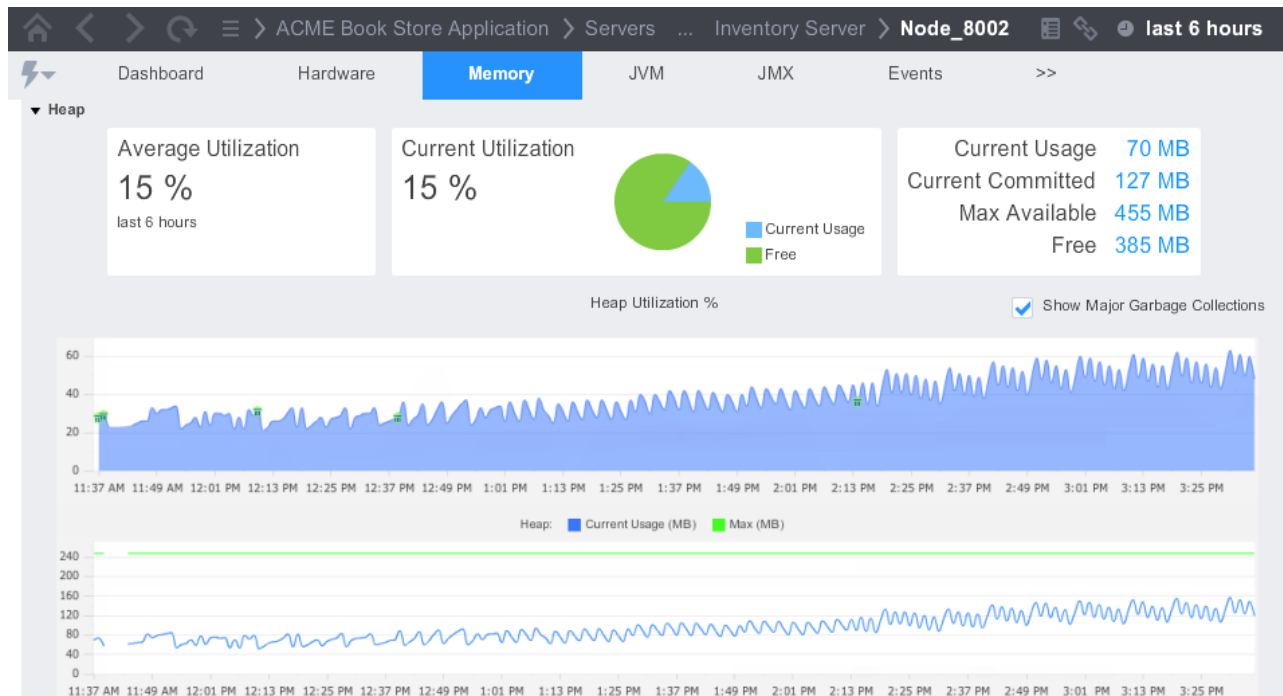 ACME Book Store Application Servers ... Inventory Server Node_8002 last 6 hours
Dashboard Hardware Memory JVM JMX Events >>
Heap
Average Utilization
15 %
last 6 hours
Current Utilization
15 %
Current Usage
Free
Current Usage 70 MB
Current Committed 127 MB
Max Available 455 MB
Free 385 MB
Heap Utilization %
Show Major Garbage Collections
60
40
20
0
11:37 AM 11:49 AM 12:01 PM 12:13 PM 12:25 PM 12:37 PM 12:49 PM 1:01 PM 1:13 PM 1:25 PM 1:37 PM 1:49 PM 2:01 PM 2:13 PM 2:25 PM 2:37 PM 2:49 PM 3:01 PM 3:13 PM 3:25 PM
Heap: Current Usage (MB) Max (MB)
240
200
160
120
80
40
0
11:37 AM 11:49 AM 12:01 PM 12:13 PM 12:25 PM 12:37 PM 12:49 PM 1:01 PM 1:13 PM 1:25 PM 1:37 PM 1:49 PM 2:01 PM 2:13 PM 2:25 PM 2:37 PM 2:49 PM 3:01 PM 3:13 PM 3:25 PM